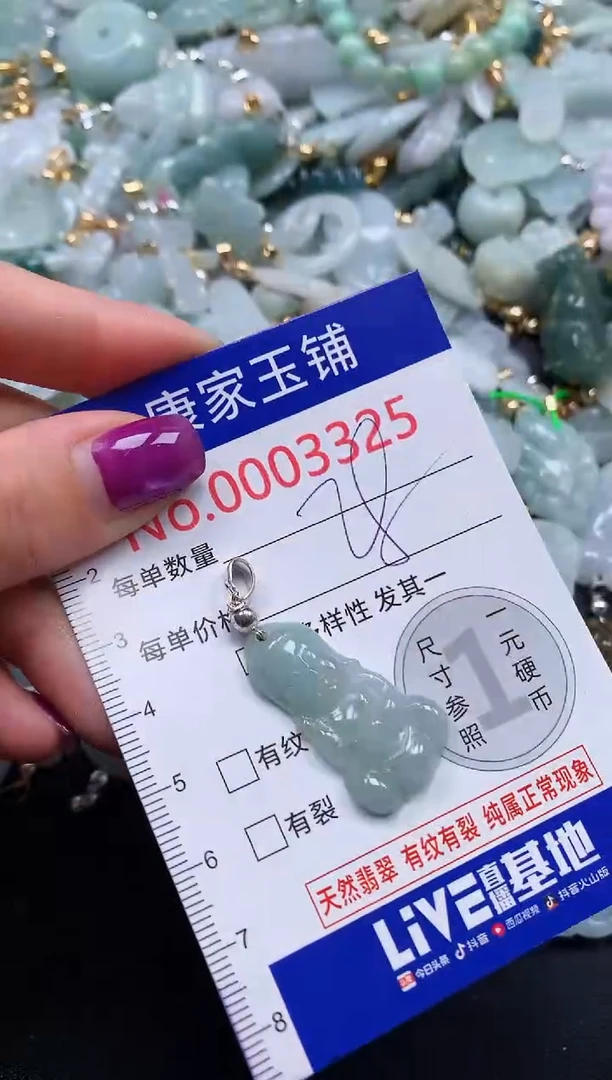 康家玉铺
No.0003325
每单数量
每单价格
多样性 发其一
尺寸参照
1
一元硬币
有纹
有裂
天然翡翠 有纹有裂 纯属正常现象
LiVE直播基地
今日头条 抖音 西瓜视频 抖音火山版
2
3
4
5
6
7
8